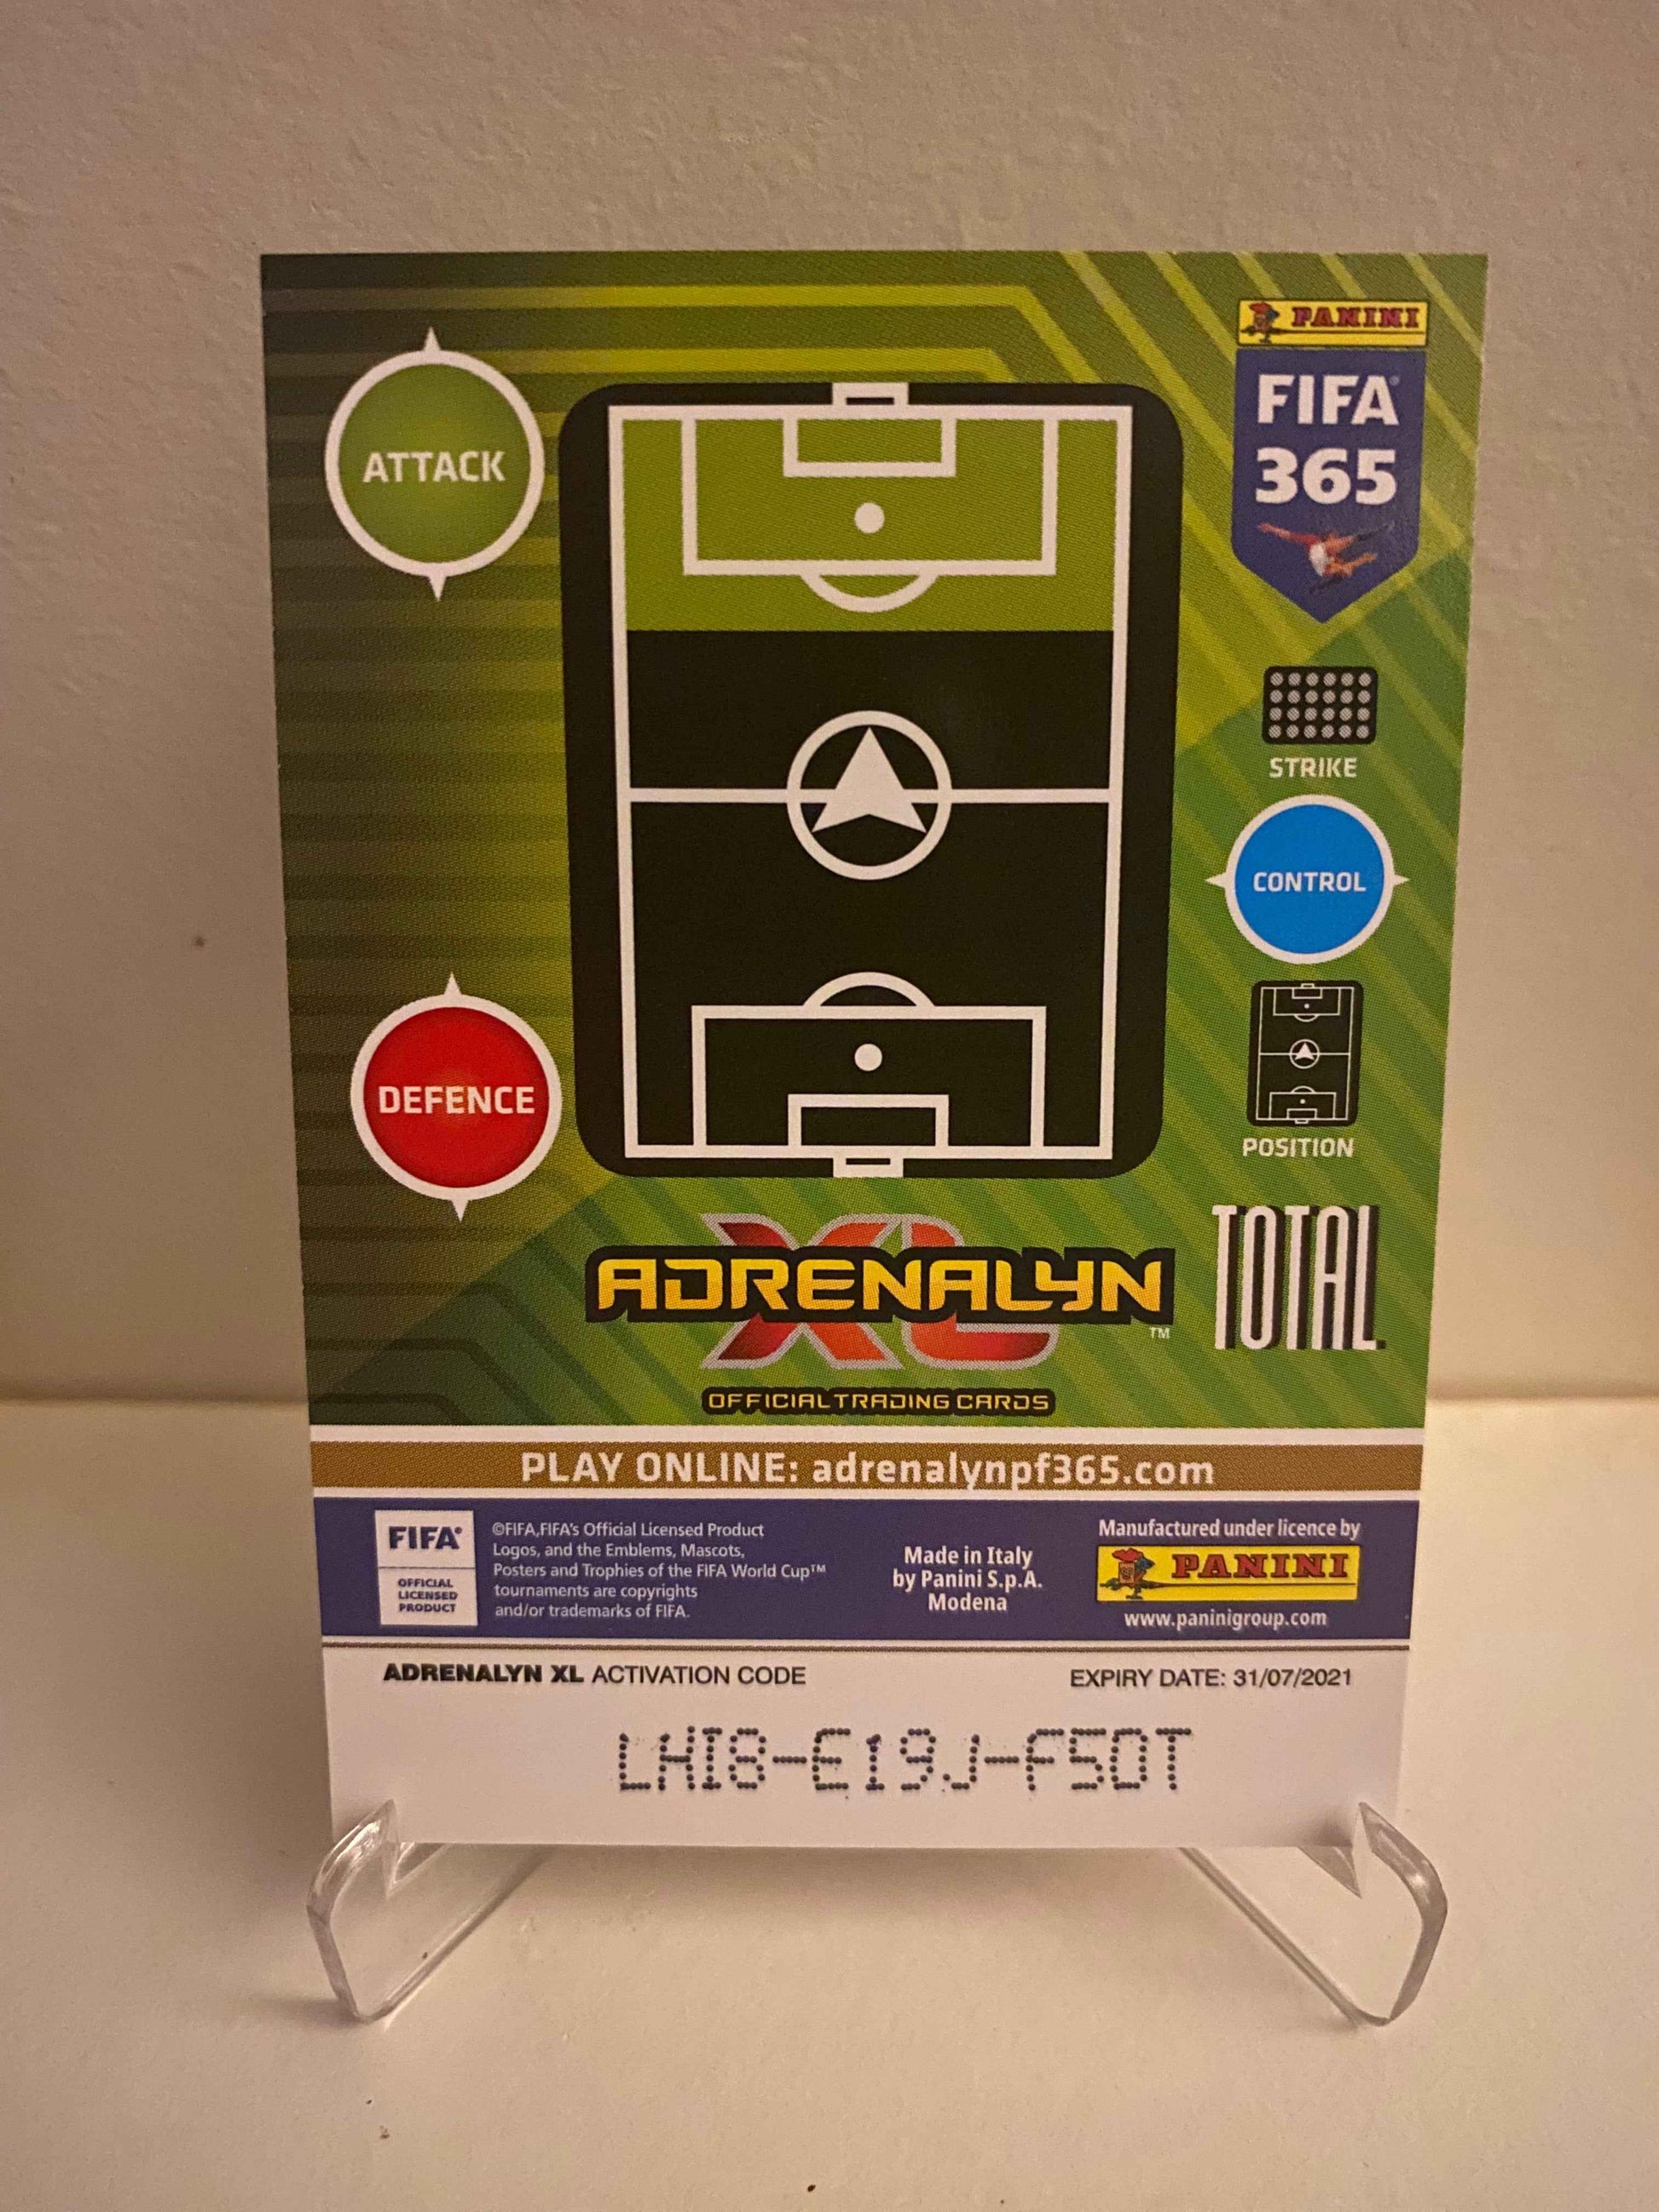 PANINI
FIFA
365
ATTACK
STRIKE
CONTROL
DEFENCE
POSITION
ADRENALYN
XL
™
TOTAL
OFFICIAL TRADING CARDS
PLAY ONLINE: adrenalynpf365.com
FIFA®
OFFICIAL
LICENSED
PRODUCT
©FIFA,FIFA's Official Licensed Product
Logos, and the Emblems, Mascots,
Posters and Trophies of the FIFA World Cup™
tournaments are copyrights
and/or trademarks of FIFA.
Made in Italy
by Panini S.p.A.
Modena
Manufactured under licence by
PANINI
www.paninigroup.com
ADRENALYN XL ACTIVATION CODE
EXPIRY DATE: 31/07/2021
LHI8-E19J-F50T